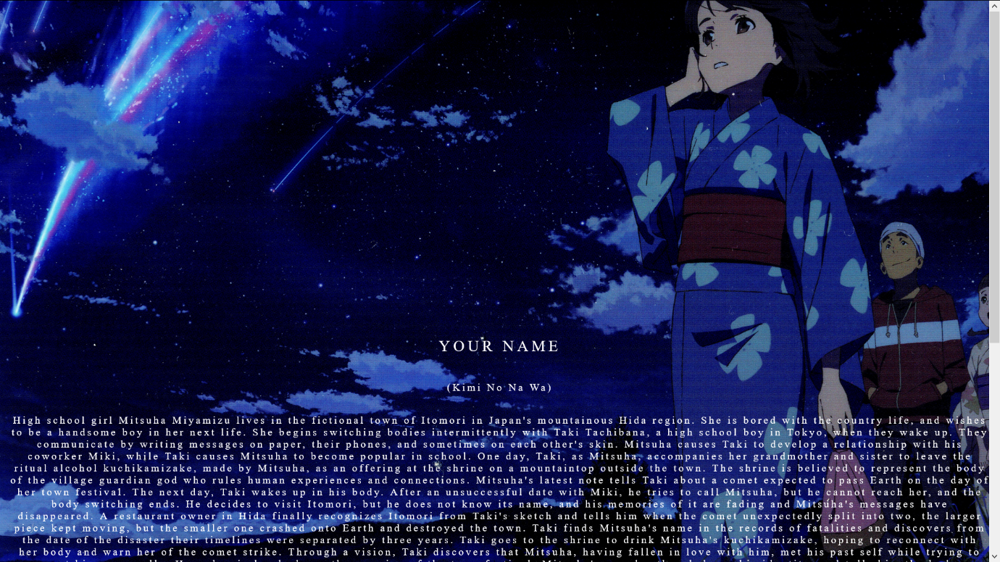 YOUR NAME
(Kimi No Na Wa)
High school girl Mitsuha Miyamizu lives in the fictional town of Itomori in Japan's mountainous Hida region. She is bored with the country life, and wishes
to be a handsome boy in her next life. She begins switching bodies intermittently with Taki Tachibana, a high school boy in Tokyo, when they wake up. They
communicate by writing messages on paper, their phones, and sometimes on each other's skin. Mitsuha causes Taki to develop a relationship with his
coworker Miki, while Taki causes Mitsuha to become popular in school. One day, Taki, as Mitsuha, accompanies her grandmother and sister to leave the
ritual alcohol kuchikamizake, made by Mitsuha, as an offering at the shrine on a mountaintop outside the town. The shrine is believed to represent the body
of the village guardian god who rules human experiences and connections. Mitsuha's latest note tells Taki about a comet expected to pass Earth on the day of
her town festival. The next day, Taki wakes up in his body. After an unsuccessful date with Miki, he tries to call Mitsuha, but he cannot reach her, and the
body switching ends. He decides to visit Itomori, but he does not know its name, and his memories of it are fading and Mitsuha's messages have
disappeared. A restaurant owner in Hida finally recognizes Itomori from Taki's sketch and tells him when the comet unexpectedly split into two, the larger
piece kept moving, but the smaller one crashed onto Earth and destroyed the town. Taki finds Mitsuha's name in the records of fatalities and discovers from
the date of the disaster their timelines were separated by three years. Taki goes to the shrine to drink Mitsuha's kuchikamizake, hoping to reconnect with
her body and warn her of the comet strike. Through a vision, Taki discovers that Mitsuha, having fallen in love with him, met his past self while trying to